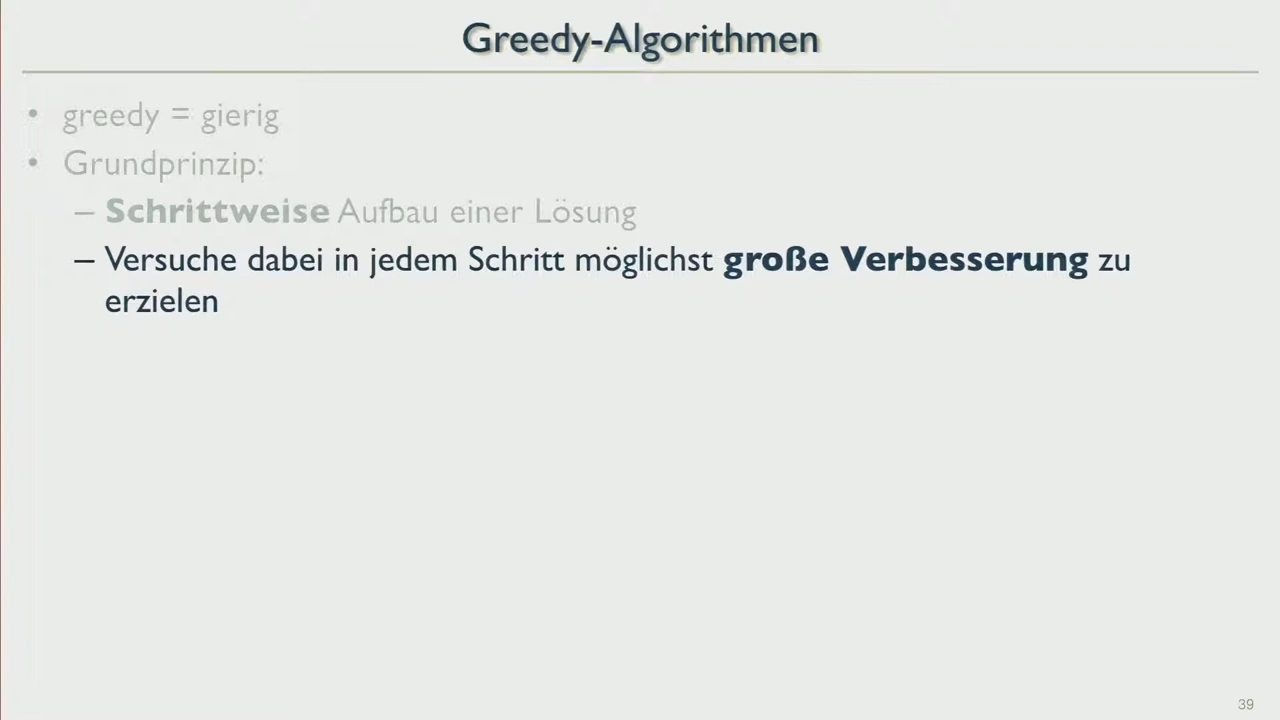 Greedy-Algorithmen
• greedy = gierig
• Grundprinzip:
– Schrittweise Aufbau einer Lösung
– Versuche dabei in jedem Schritt möglichst große Verbesserung zu
erzielen
39